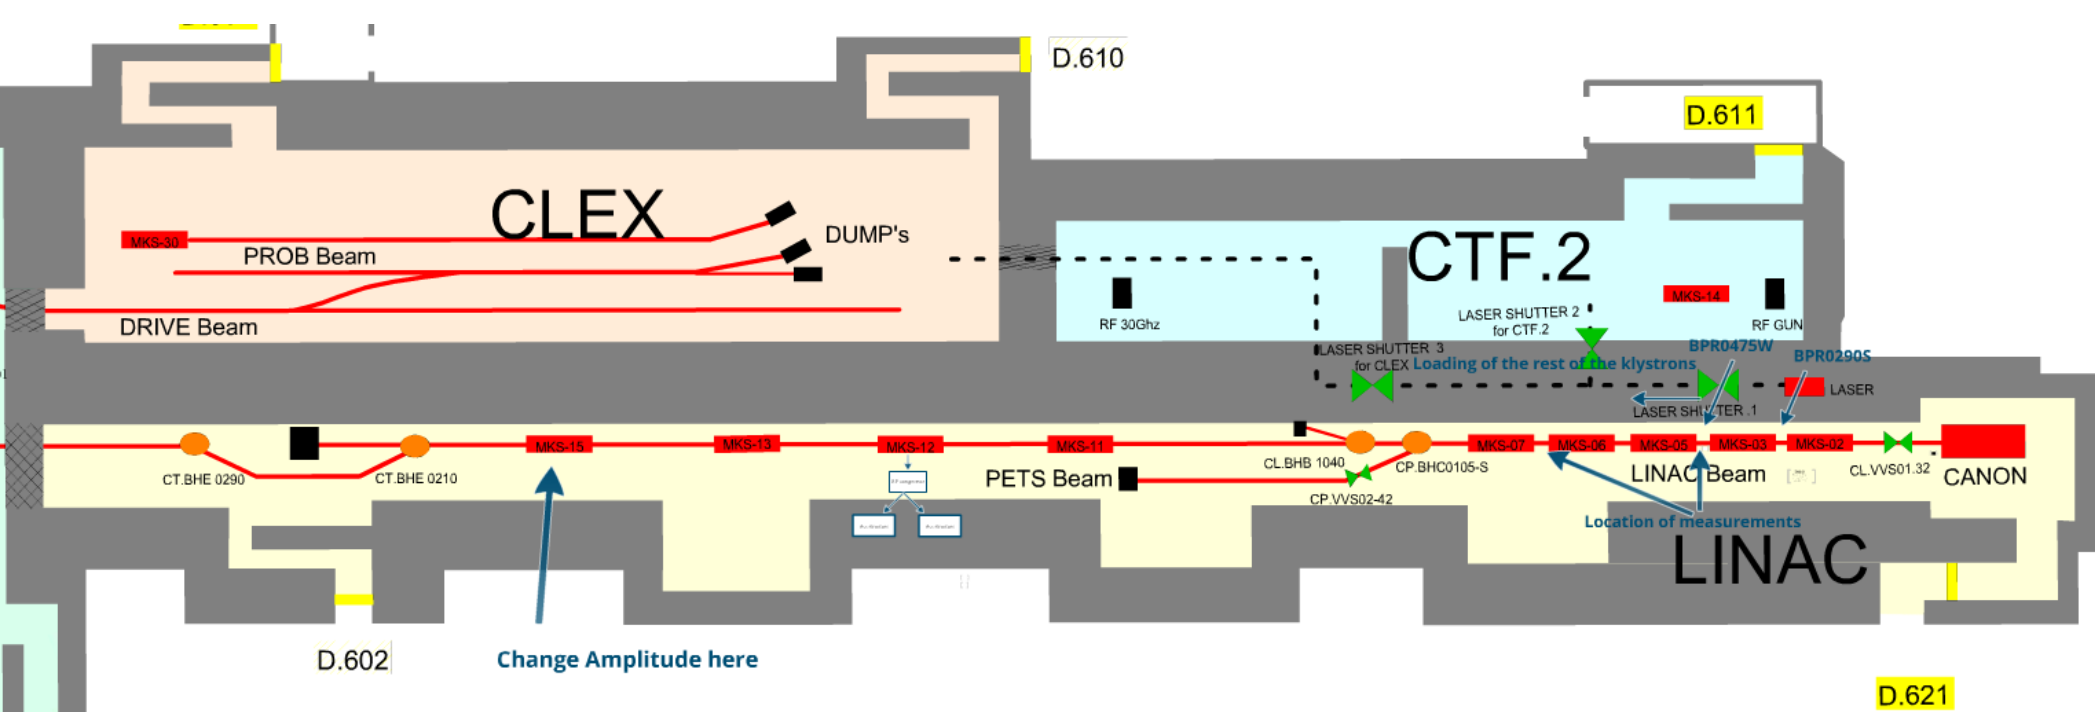 D.610
D.611
CLEX
MKS-30
PROB Beam
DUMP's
DRIVE Beam
CTF.2
RF 30Ghz
MKS-14
RF GUN
LASER SHUTTER 2
for CTF.2
LASER SHUTTER 3
for CLEX
Loading of the rest of the klystrons
BPR0475W
BPR0290S
LASER
LASER SHUTTER .1
MKS-15
MKS-13
MKS-12
MKS-11
MKS-07
MKS-06
MKS-05
MKS-03
MKS-02
CT.BHE 0290
CT.BHE 0210
PETS Beam
CL.BHB 1040
CP.BHC0105-S
CP.VVS02-42
LINAC Beam
CL.VVS01.32
CANON
Location of measurements
LINAC
Change Amplitude here
D.602
D.621